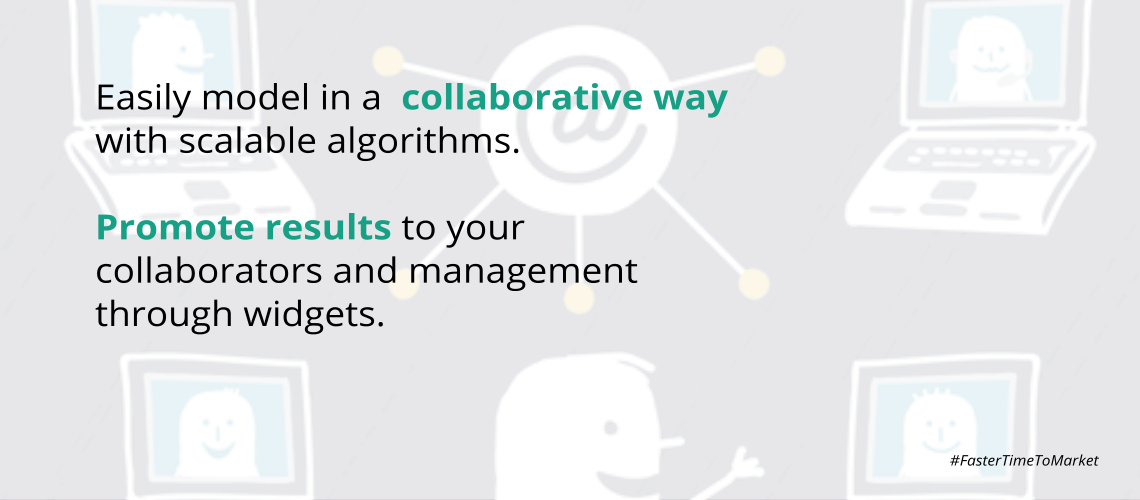 Easily model in a collaborative way
with scalable algorithms.
Promote results to your
collaborators and management
through widgets.
@
#FasterTimeToMarket